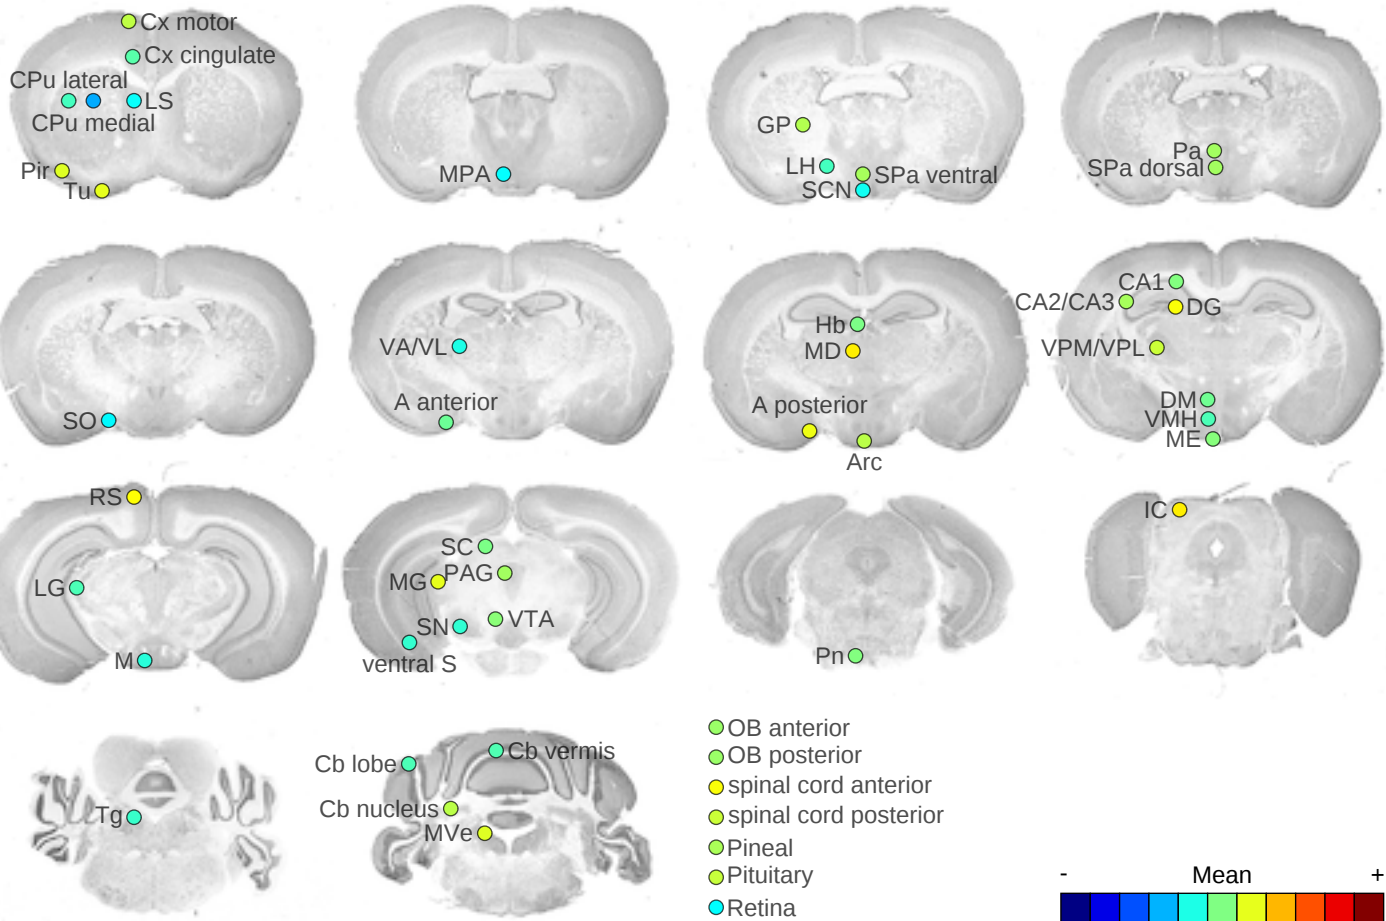 Cx motor
Cx cingulate
CPu lateral
LS
CPu medial
Pir
Tu
MPA
GP
LH
SPa ventral
SCN
Pa
SPa dorsal
SO
VA/VL
A anterior
Hb
MD
A posterior
Arc
CA1
CA2/CA3
DG
VPM/VPL
DM
VMH
ME
RS
LG
M
SC
MG
PAG
SN
VTA
ventral S
Pn
IC
Tg
Cb lobe
Cb vermis
Cb nucleus
MVe
OB anterior
OB posterior
spinal cord anterior
spinal cord posterior
Pineal
Pituitary
Retina
- Mean +